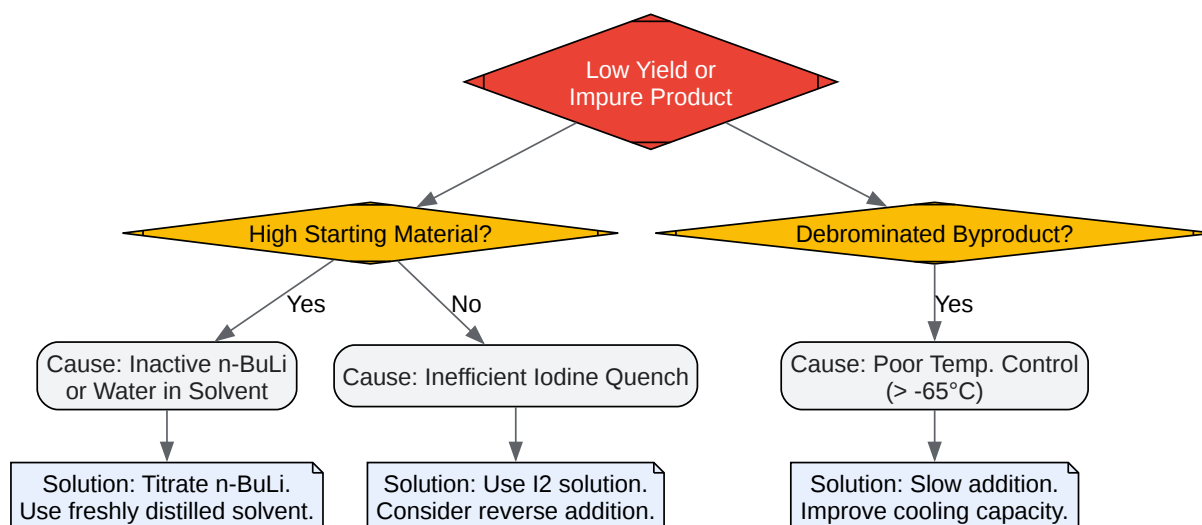 Low Yield or
Impure Product
High Starting Material?
Debrominated Byproduct?
Yes
No
Yes
Cause: Inactive n-BuLi
or Water in Solvent
Cause: Inefficient Iodine Quench
Cause: Poor Temp. Control
(> -65°C)
Solution: Titrate n-BuLi.
Use freshly distilled solvent.
Solution: Use I2 solution.
Consider reverse addition.
Solution: Slow addition.
Improve cooling capacity.